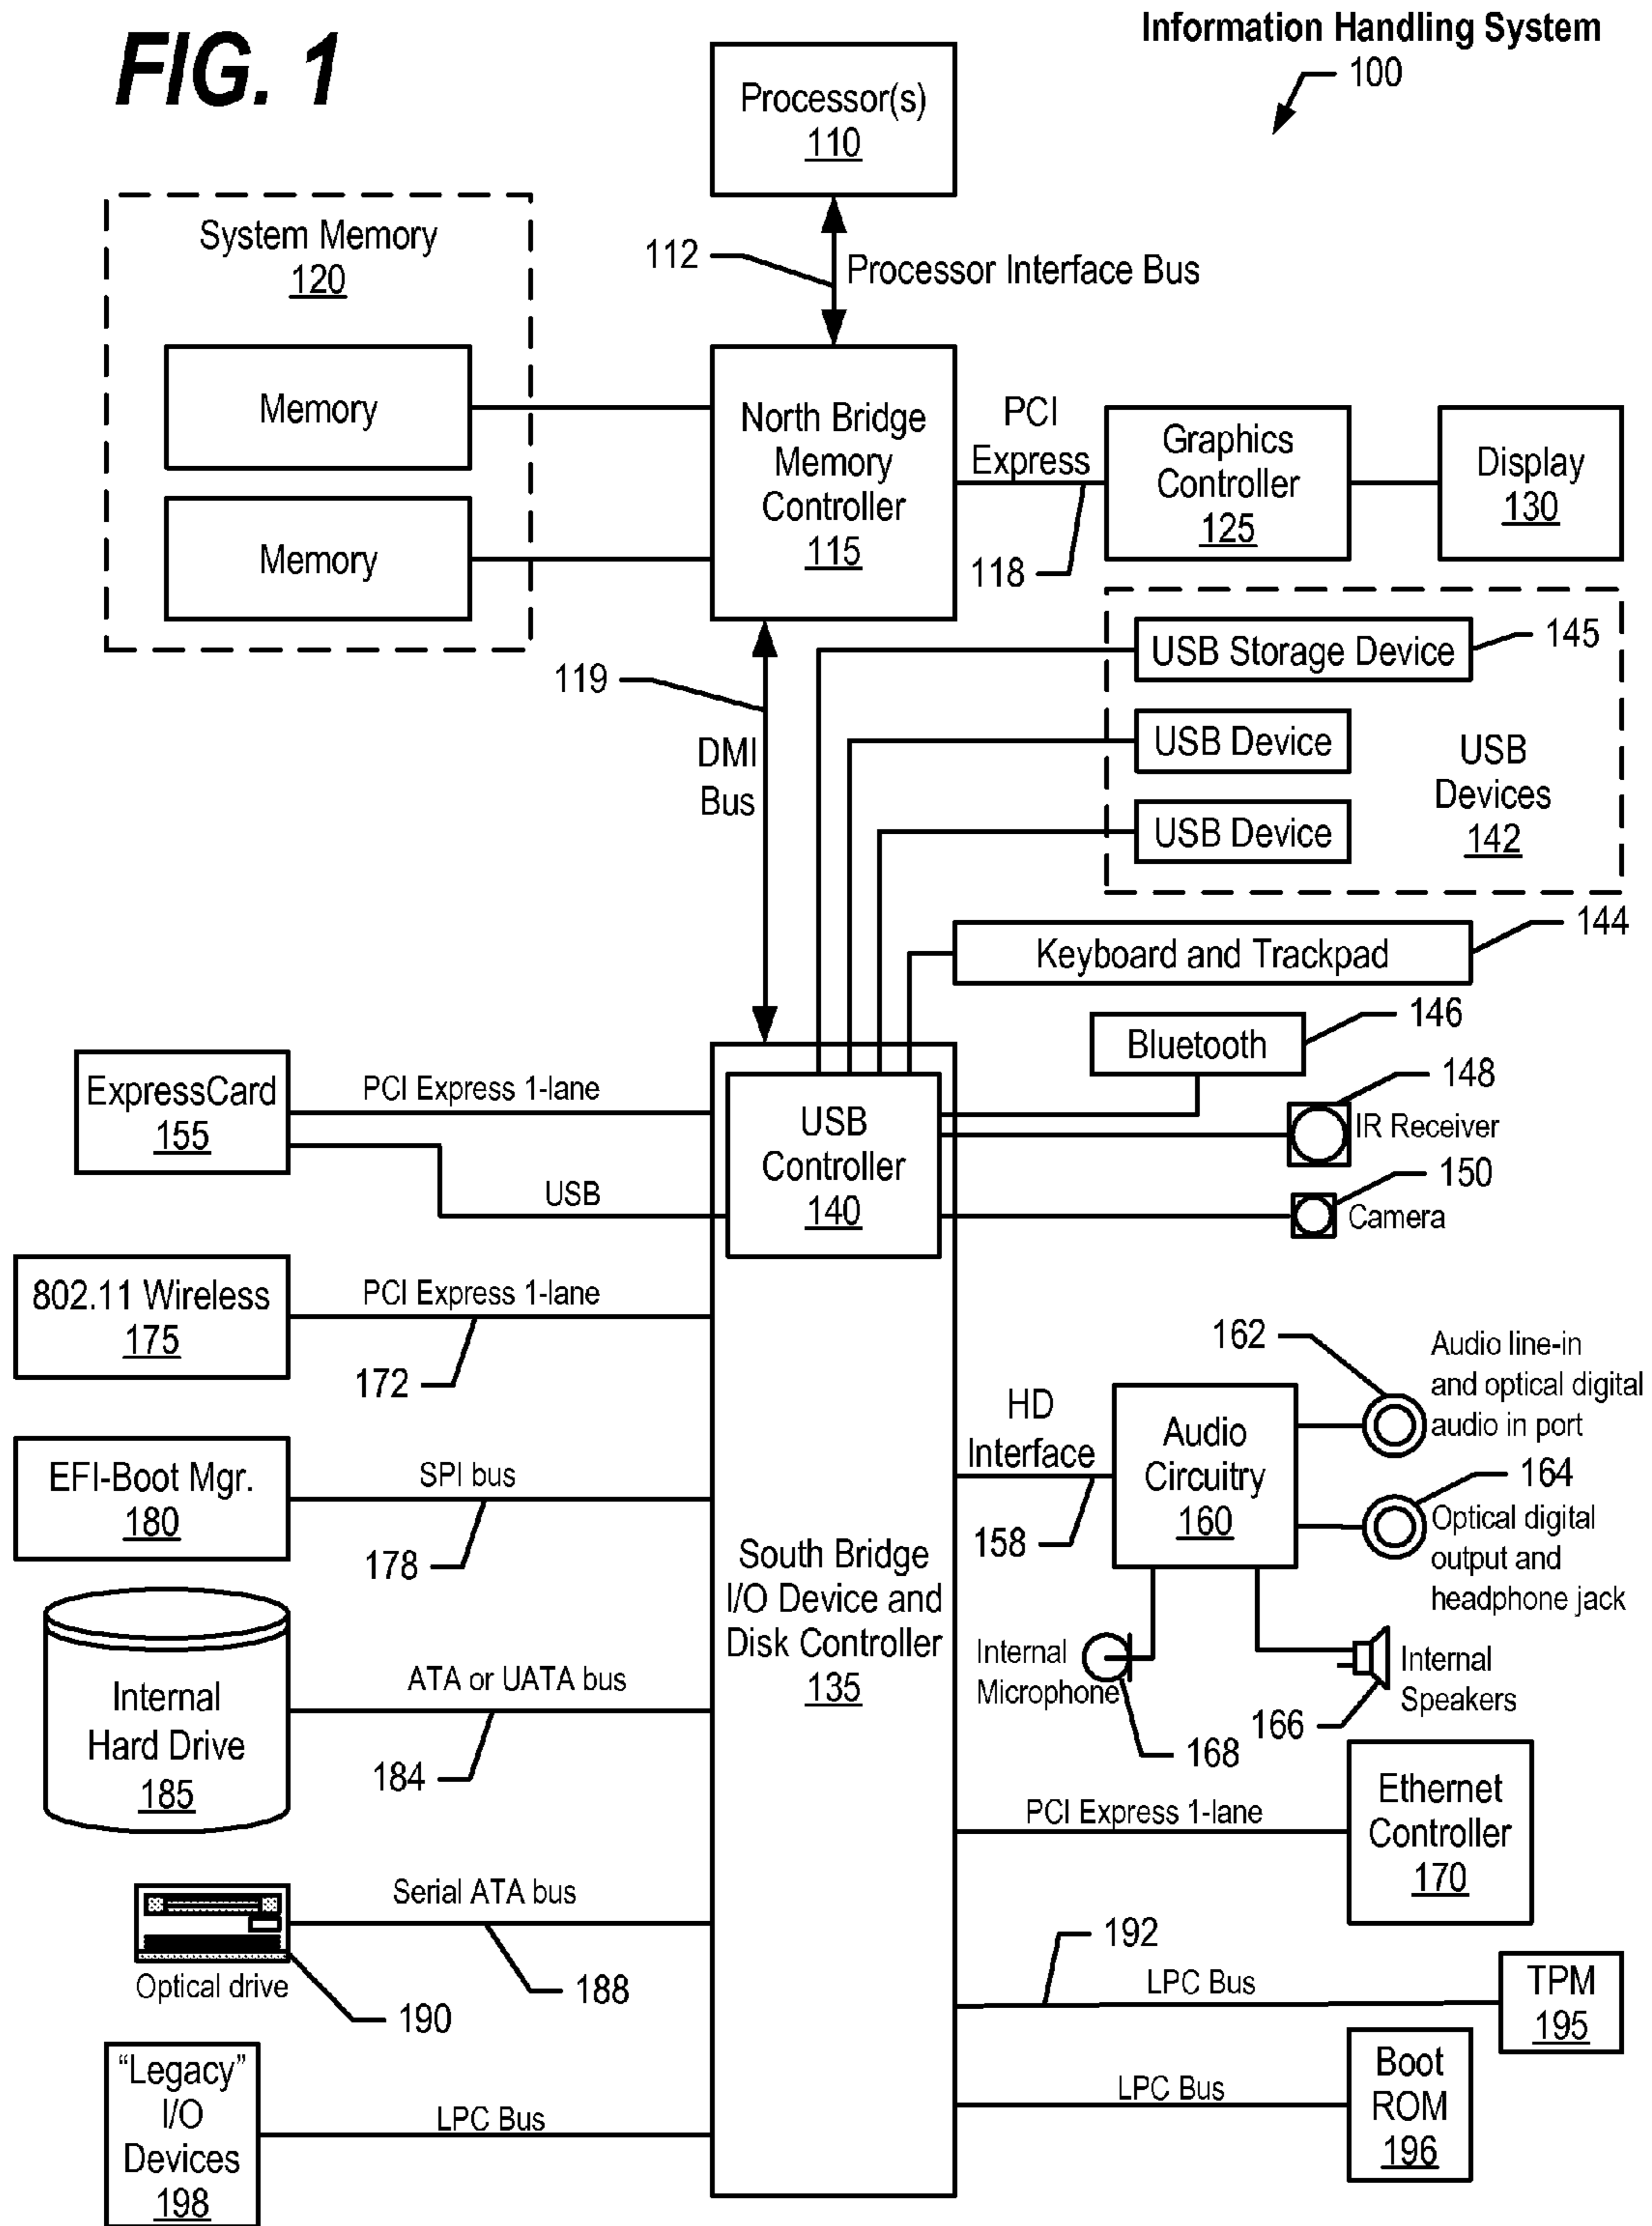 FIG. 1
Information Handling System
100
Processor(s)
110
System Memory
120
112
Processor Interface Bus
Memory
Memory
North Bridge
Memory
Controller
115
PCI
Express
118
Graphics
Controller
125
Display
130
119
DMI
Bus
USB Storage Device
145
USB Device
USB Device
USB
Devices
142
Keyboard and Trackpad
144
Bluetooth
146
148
IR Receiver
150
Camera
ExpressCard
155
PCI Express 1-lane
USB
USB
Controller
140
802.11 Wireless
175
PCI Express 1-lane
172
EFI-Boot Mgr.
180
SPI bus
178
South Bridge
I/O Device and
Disk Controller
135
HD
Interface
158
Audio
Circuitry
160
162
Audio line-in
and optical digital
audio in port
164
Optical digital
output and
headphone jack
Internal
Microphone
168
Internal
Speakers
166
Internal
Hard Drive
185
ATA or UATA bus
184
PCI Express 1-lane
Ethernet
Controller
170
Optical drive
190
Serial ATA bus
188
192
LPC Bus
TPM
195
LPC Bus
Boot
ROM
196
“Legacy”
I/O
Devices
198
LPC Bus